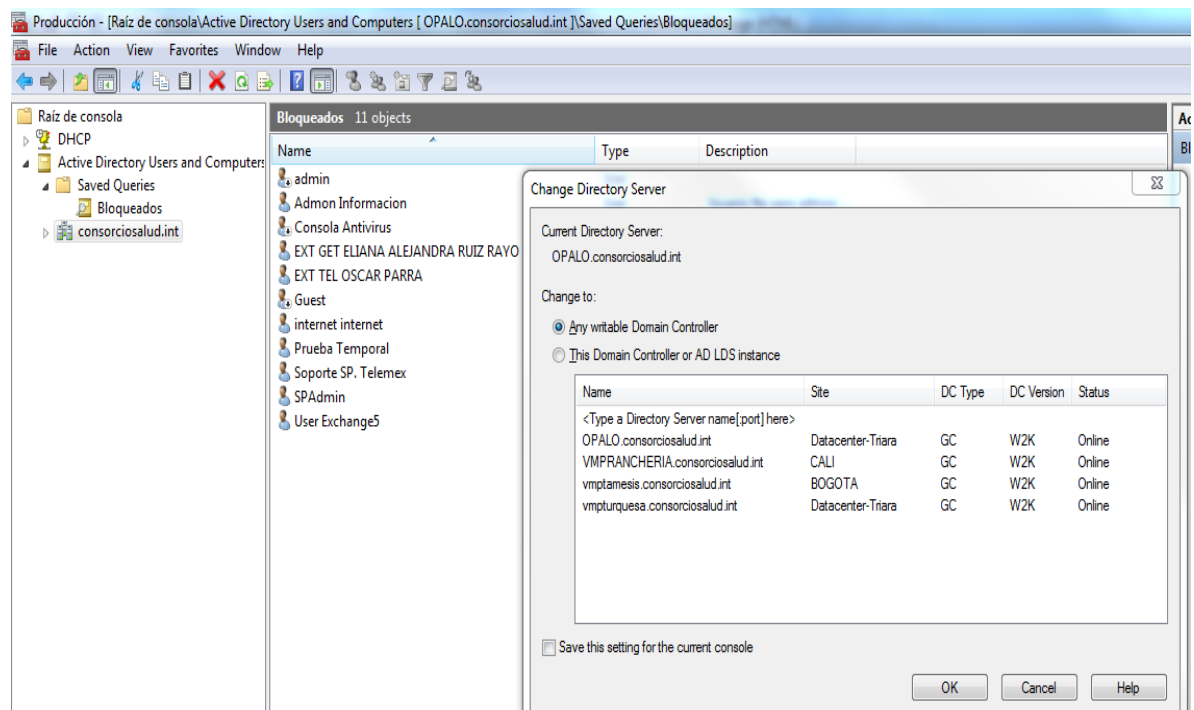 Producción - [Raíz de consola\Active Directory Users and Computers [ OPALO.consorciosalud.int ]\Saved Queries\Bloqueados]
File Action View Favorites Window Help
Raíz de consola
DHCP
Active Directory Users and Computers
Saved Queries
Bloqueados
consorciosalud.int
Bloqueados 11 objects
Name Type Description
admin
Admon Informacion
Consola Antivirus
EXT GET ELIANA ALEJANDRA RUIZ RAYO
EXT TEL OSCAR PARRA
Guest
internet internet
Prueba Temporal
Soporte SP. Telemex
SPAdmin
User Exchange5
Ac
Bl
Change Directory Server
Current Directory Server:
OPALO.consorciosalud.int
Change to:
Any writable Domain Controller
This Domain Controller or AD LDS instance
Name Site DC Type DC Version Status
<Type a Directory Server name[:port] here>
OPALO.consorciosalud.int Datacenter-Triara GC W2K Online
VMPRANCHERIA.consorciosalud.int CALI GC W2K Online
vmptamesis.consorciosalud.int BOGOTA GC W2K Online
vmpturquesa.consorciosalud.int Datacenter-Triara GC W2K Online
Save this setting for the current console
OK Cancel Help